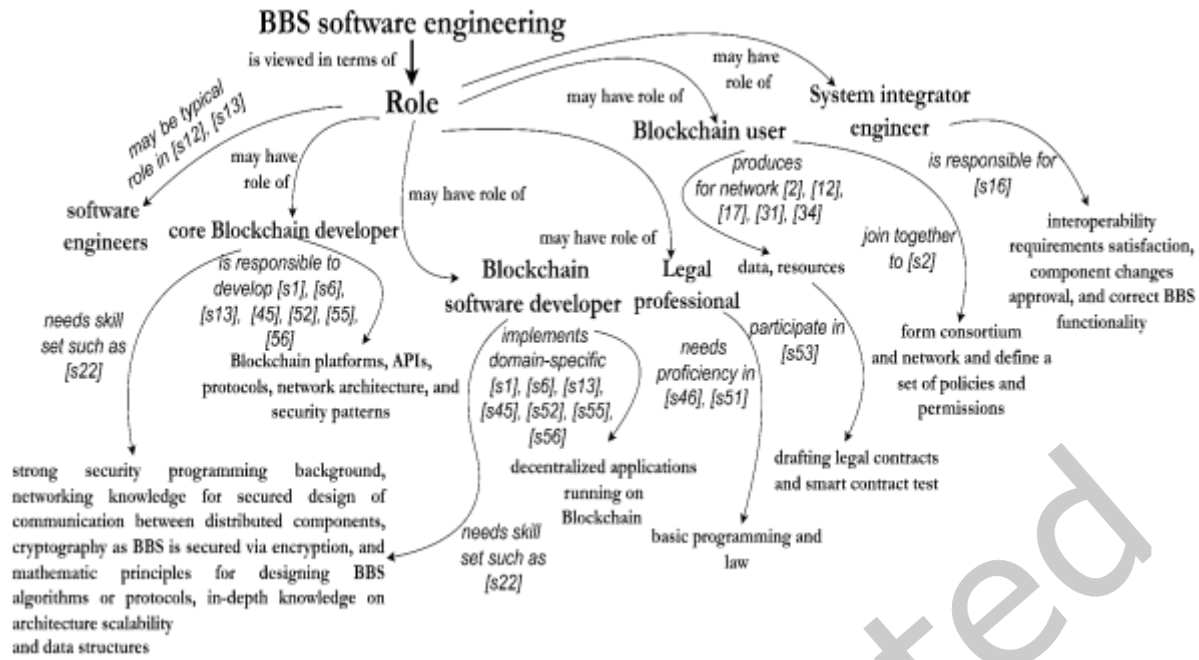 BBS software engineering
is viewed in terms of
Role
may be typical
role in [s12], [s13]
software
engineers
may have
role of
core Blockchain developer
is responsible to
develop [s1], [s6],
[s13], [45], [52], [55],
[56]
Blockchain platforms, APIs,
protocols, network architecture, and
security patterns
needs skill
set such as
[s22]
strong security programming background,
networking knowledge for secured design of
communication between distributed components,
cryptography as BBS is secured via encryption, and
mathematic principles for designing BBS
algorithms or protocols, in-depth knowledge on
architecture scalability
and data structures
may have role of
Blockchain
software developer
implements
domain-specific
[s1], [s6], [s13],
[s45], [s52], [s55],
[s56]
decentralized applications
running on
Blockchain
needs skill
set such as
[s22]
may have role of
Legal
professional
needs
proficiency in
[s46], [s51]
basic programming and
law
may have role of
Blockchain user
produces
for network [2], [12],
[17], [31], [34]
data, resources
participate in
[s53]
drafting legal contracts
and smart contract test
join together
to [s2]
form consortium
and network and define a
set of policies and
permissions
may have
role of
System integrator
engineer
is responsible for
[s16]
interoperability
requirements satisfaction,
component changes
approval, and correct BBS
functionality
ted